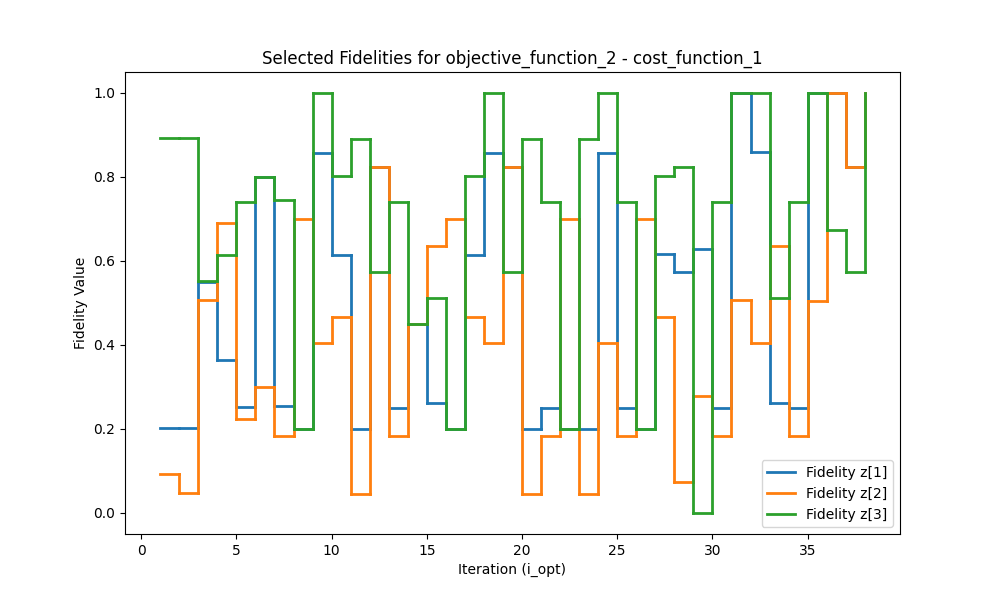 Selected Fidelities for objective_function_2 - cost_function_1
Fidelity Value
1.0
0.8
0.6
0.4
0.2
0.0
0 5 10 15 20 25 30 35
Iteration (i_opt)
Fidelity z[1]
Fidelity z[2]
Fidelity z[3]